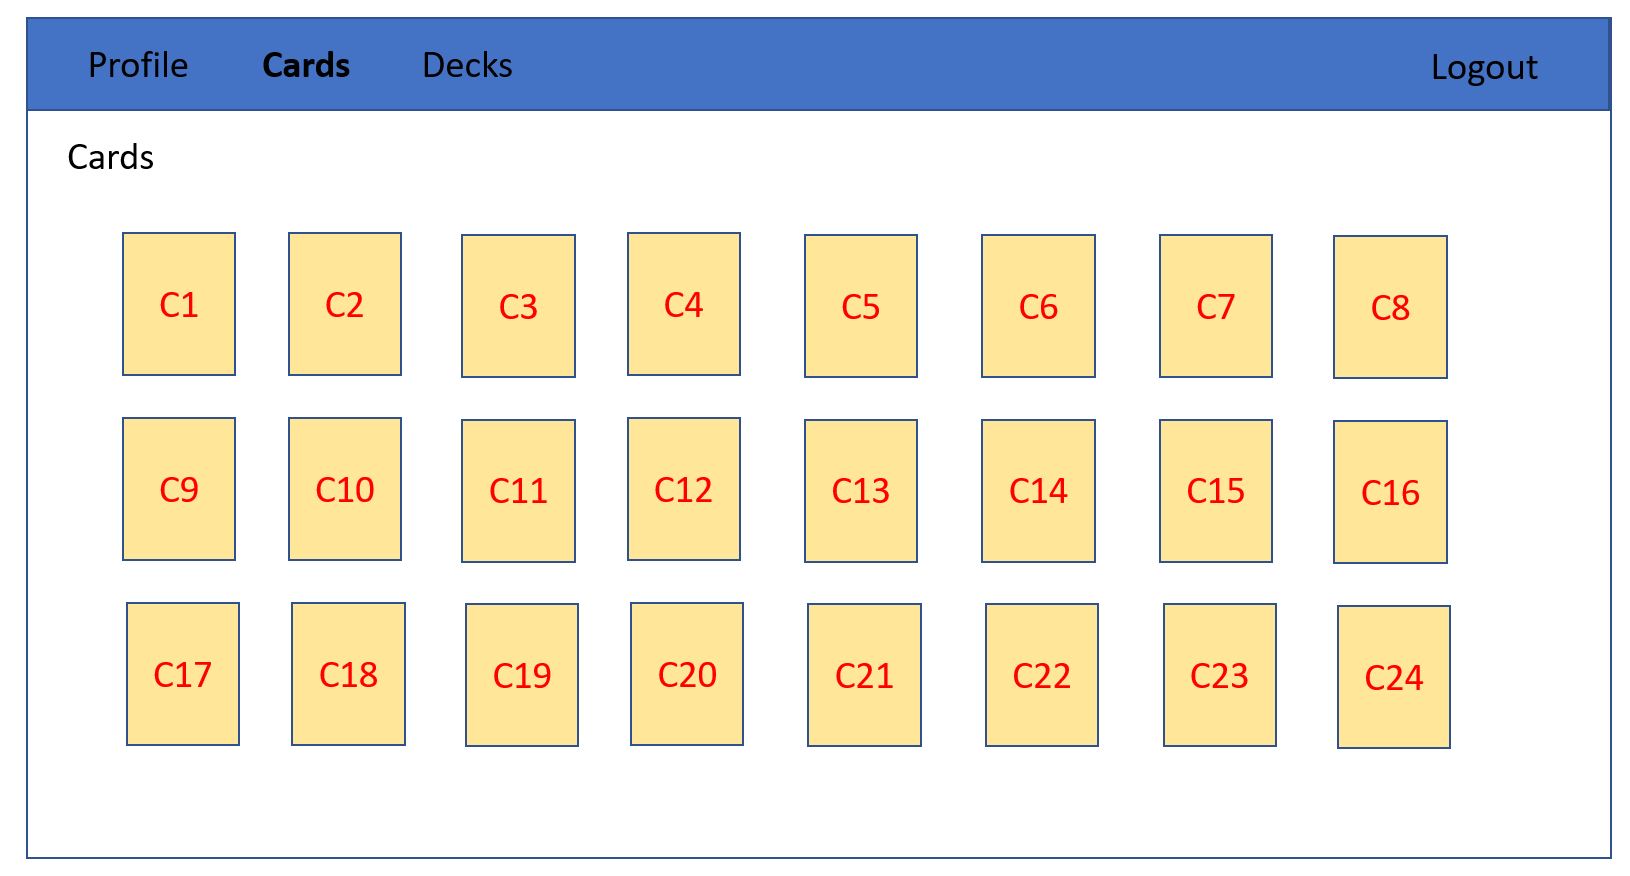 Profile Cards Decks Logout
Cards
C1 C2 C3 C4 C5 C6 C7 C8
C9 C10 C11 C12 C13 C14 C15 C16
C17 C18 C19 C20 C21 C22 C23 C24